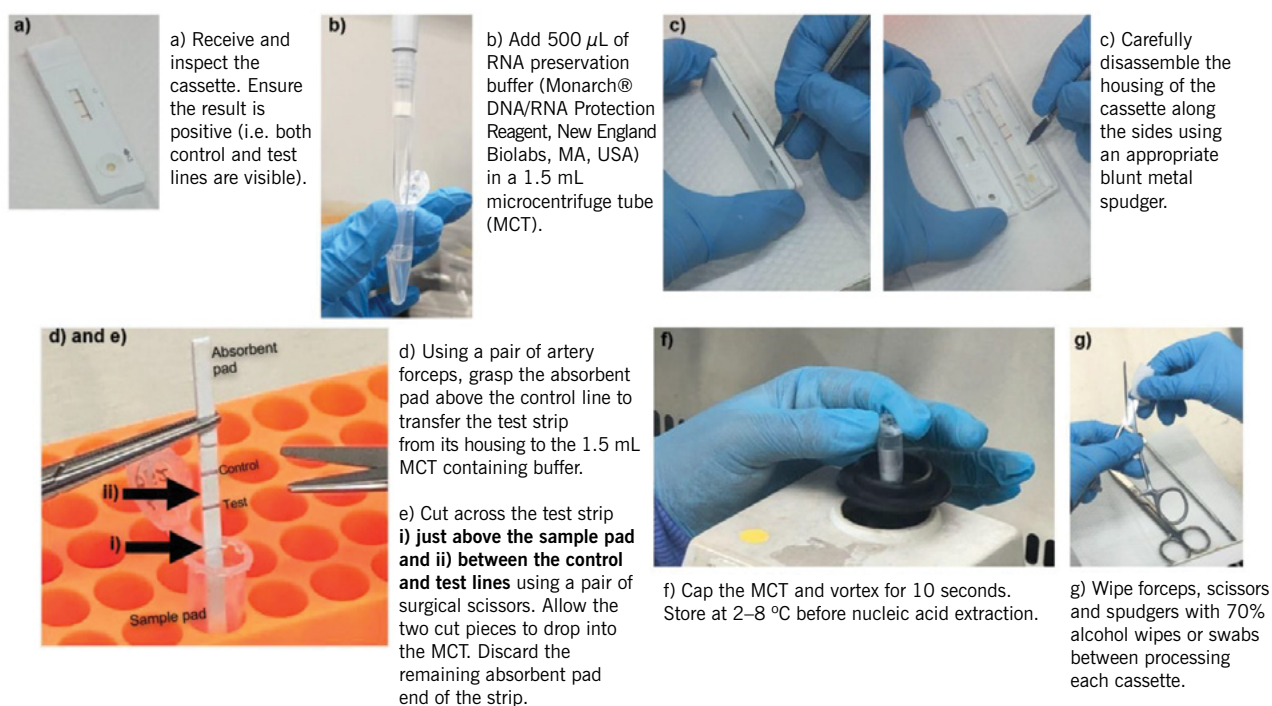 a)
a) Receive and
inspect the
cassette. Ensure
the result is
positive (i.e. both
control and test
lines are visible).
b)
b) Add 500 µL of
RNA preservation
buffer (Monarch®
DNA/RNA Protection
Reagent, New England
Biolabs, MA, USA)
in a 1.5 mL
microcentrifuge tube
(MCT).
c)
c) Carefully
disassemble the
housing of the
cassette along
the sides using
an appropriate
blunt metal
spudger.
d) and e)
Absorbent
pad
Control
ii)
Test
i)
Sample pad
d) Using a pair of artery
forceps, grasp the absorbent
pad above the control line to
transfer the test strip
from its housing to the 1.5 mL
MCT containing buffer.
e) Cut across the test strip
i) just above the sample pad
and ii) between the control
and test lines using a pair of
surgical scissors. Allow the
two cut pieces to drop into
the MCT. Discard the
remaining absorbent pad
end of the strip.
f)
f) Cap the MCT and vortex for 10 seconds.
Store at 2–8 ºC before nucleic acid extraction.
g)
g) Wipe forceps, scissors
and spudgers with 70%
alcohol wipes or swabs
between processing
each cassette.